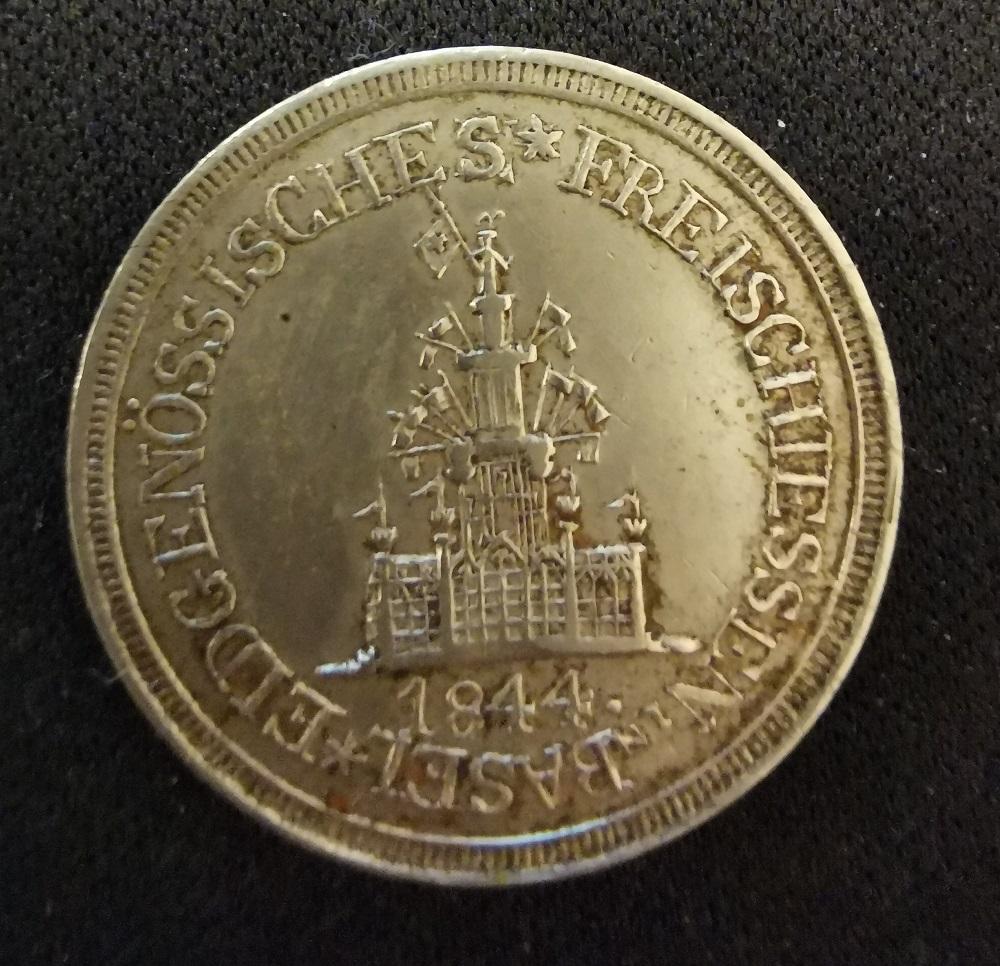 * EIDGENÖSSISCHES * FREISCHIESSEN
1844.
BASEL